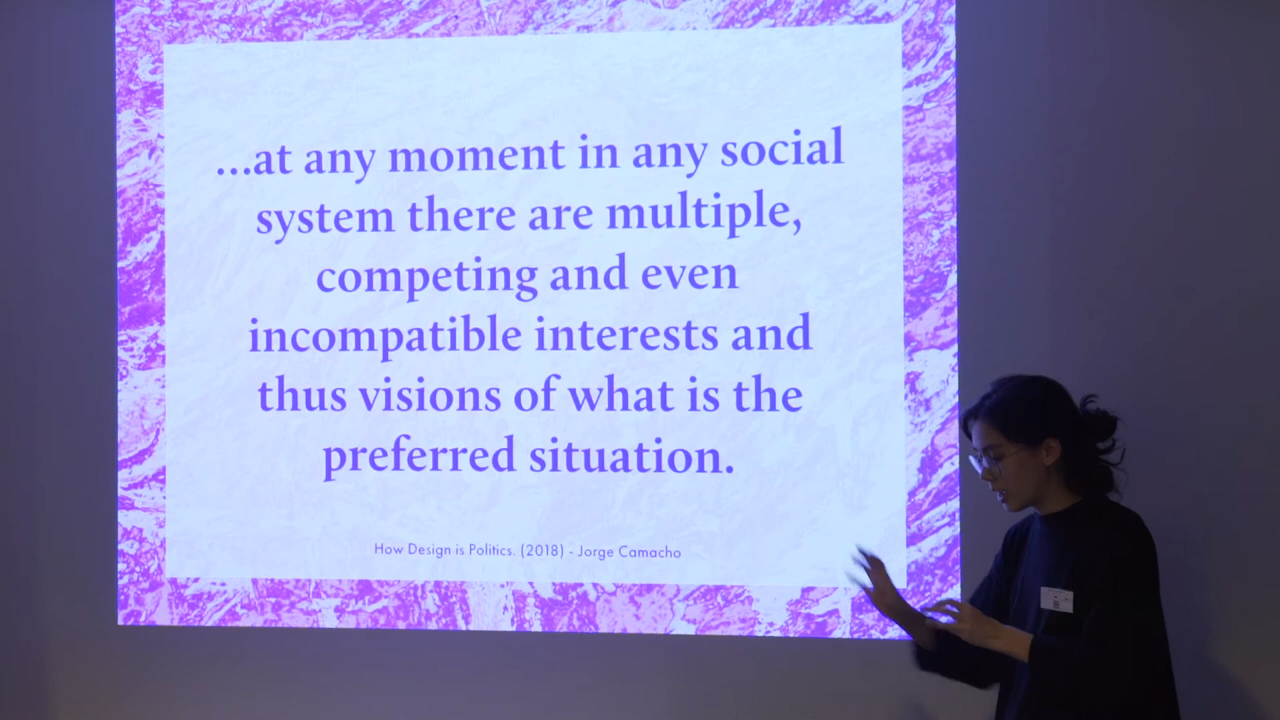 ...at any moment in any social
system there are multiple,
competing and even
incompatible interests and
thus visions of what is the
preferred situation.
How Design is Politics. (2018) - Jorge Camacho